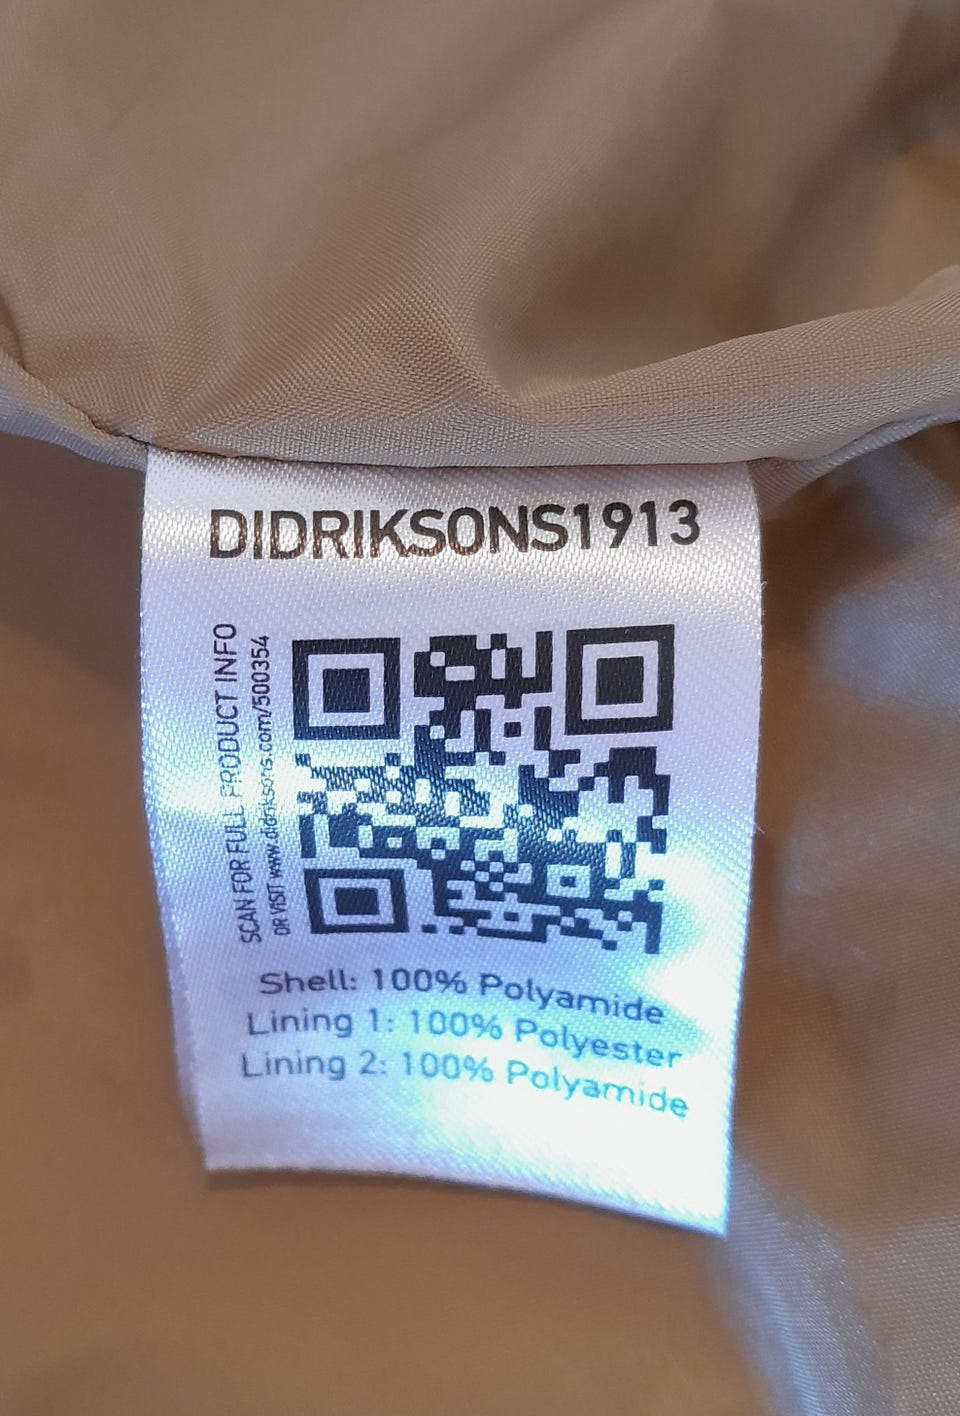 DIDRIKSONS1913
SCAN FOR FULL PRODUCT INFO
OR VISIT www.didriksons.com/500354
Shell: 100% Polyamide
Lining 1: 100% Polyester
Lining 2: 100% Polyamide